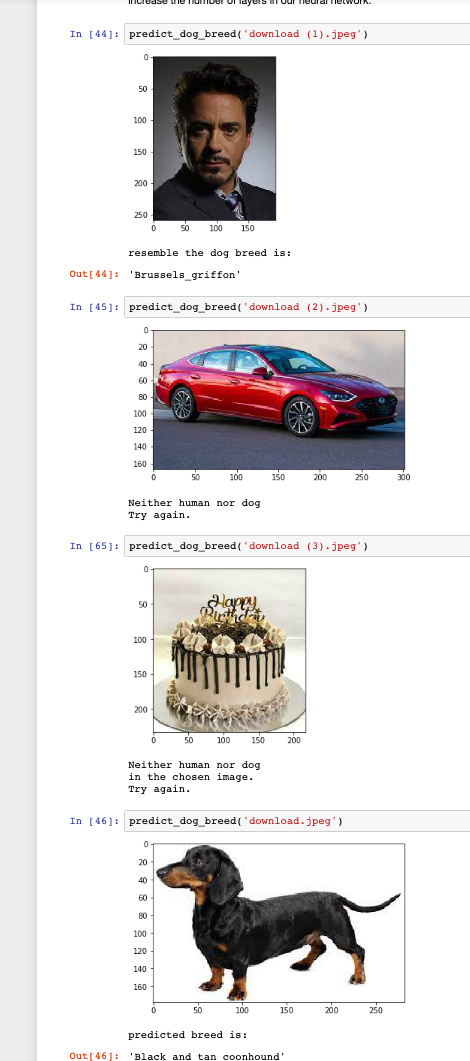 increase the number of layers in our neural network.
In [44]: predict_dog_breed('download (1).jpeg')
0
50
100
150
200
250
0 50 100 150
resemble the dog breed is:
Out[44]: 'Brussels_griffon'
In [45]: predict_dog_breed('download (2).jpeg')
0
20
40
60
80
100
120
140
160
0 50 100 150 200 250 300
Neither human nor dog
Try again.
In [65]: predict_dog_breed('download (3).jpeg')
0
50
Happy
Birthday
100
150
200
0 50 100 150 200
Neither human nor dog
in the chosen image.
Try again.
In [46]: predict_dog_breed('download.jpeg')
0
20
40
60
80
100
120
140
160
0 50 100 150 200 250
predicted breed is:
Out[46]: 'Black and tan coonhound'